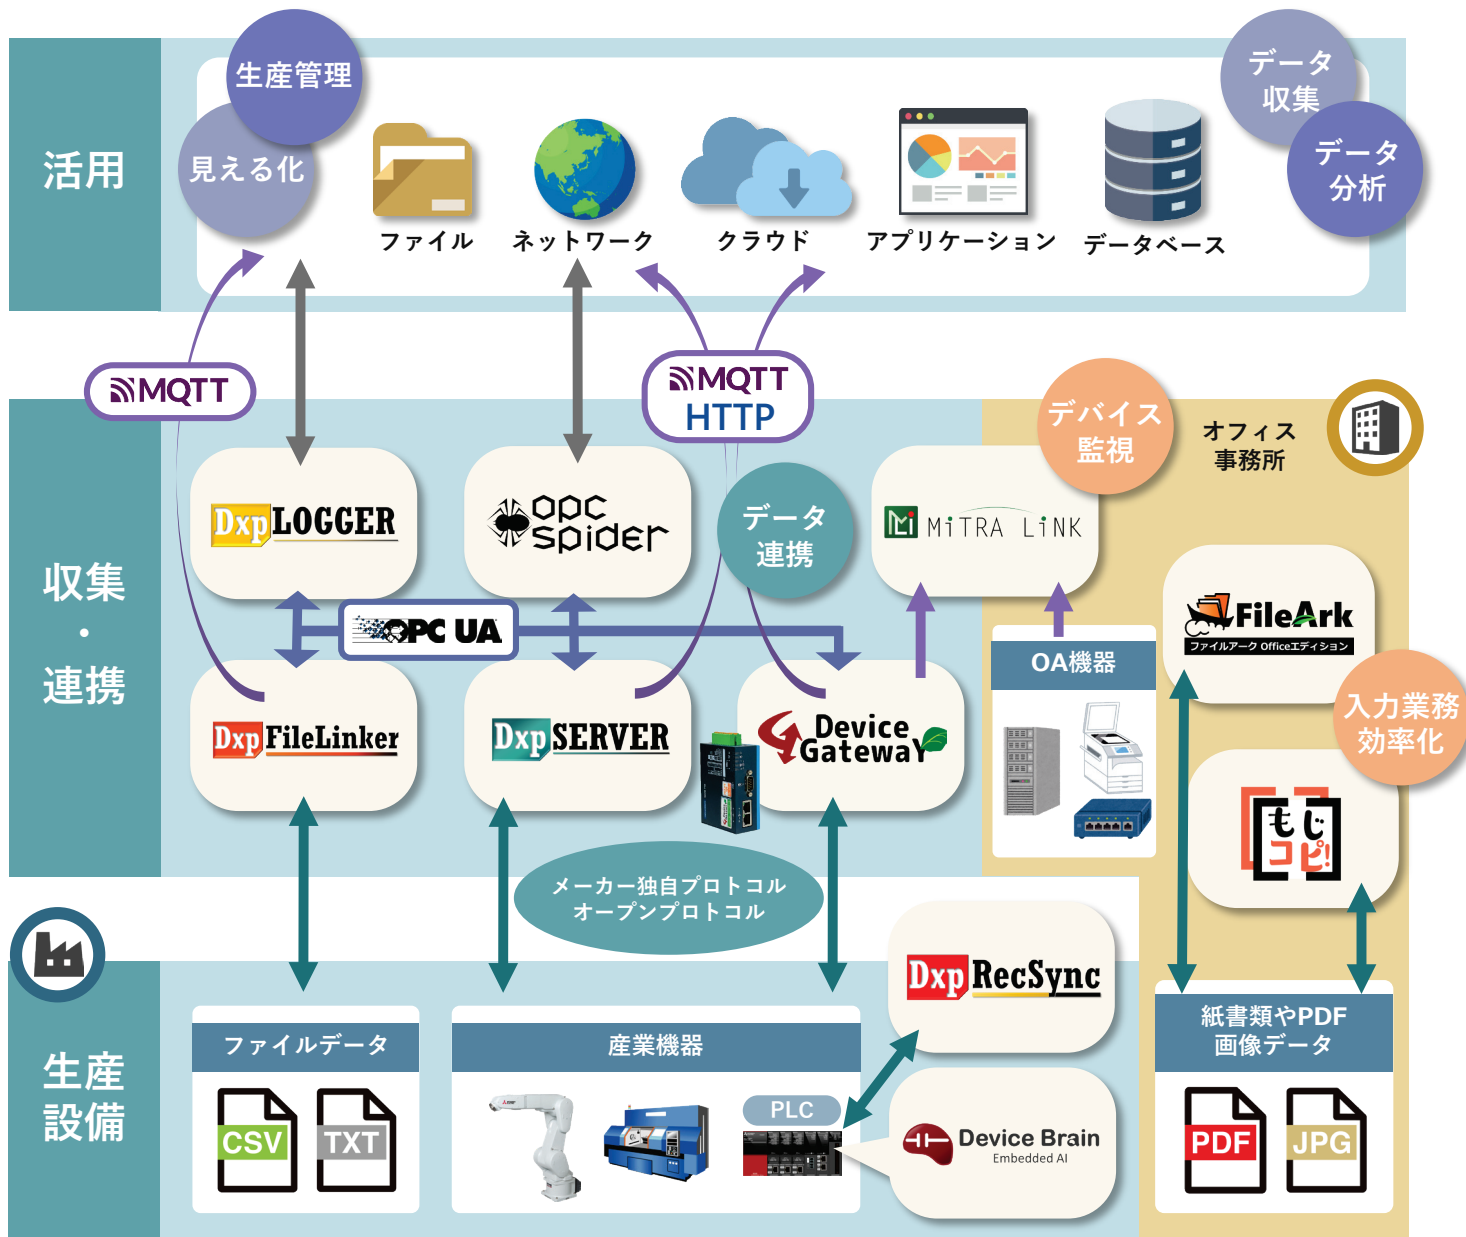 活用
生産管理
見える化
ファイル
ネットワーク
クラウド
アプリケーション
データベース
データ
収集
データ
分析
MQTT
MQTT
HTTP
収集
・
連携
Dxp LOGGER
opc
spider
データ
連携
MiTRA LiNK
デバイス
監視
オフィス
事務所
OPC UA
Dxp FileLinker
Dxp SERVER
Device
Gateway
OA機器
FileArk
ファイルアーク Officeエディション
入力業務
効率化
もじ
コピ!
メーカー独自プロトコル
オープンプロトコル
生産
設備
ファイルデータ
CSV
TXT
産業機器
PLC
Dxp RecSync
Device Brain
Embedded AI
紙書類やPDF
画像データ
PDF
JPG